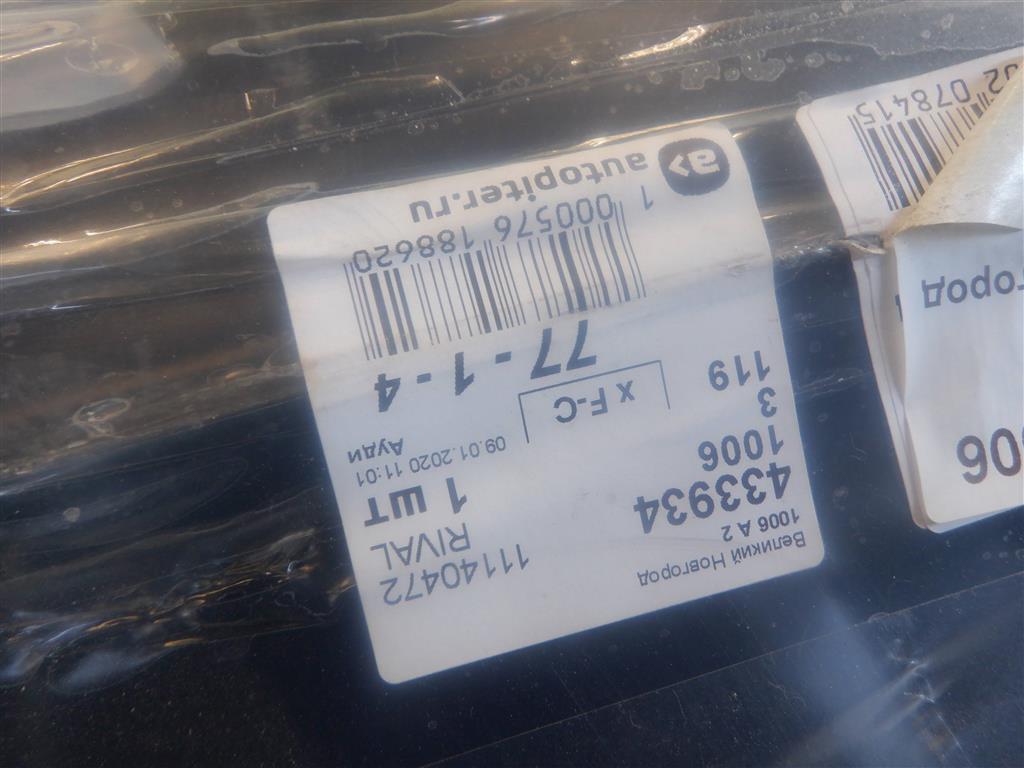 Великий Новгород
1006 А 2
433934
1006
3
119
11140472
RIVAL
1 шт
09.01.2020 11:01
Ауди
X F-C
77 - 1 - 4
1 000576 188620
autopiter.ru
078415
город
06